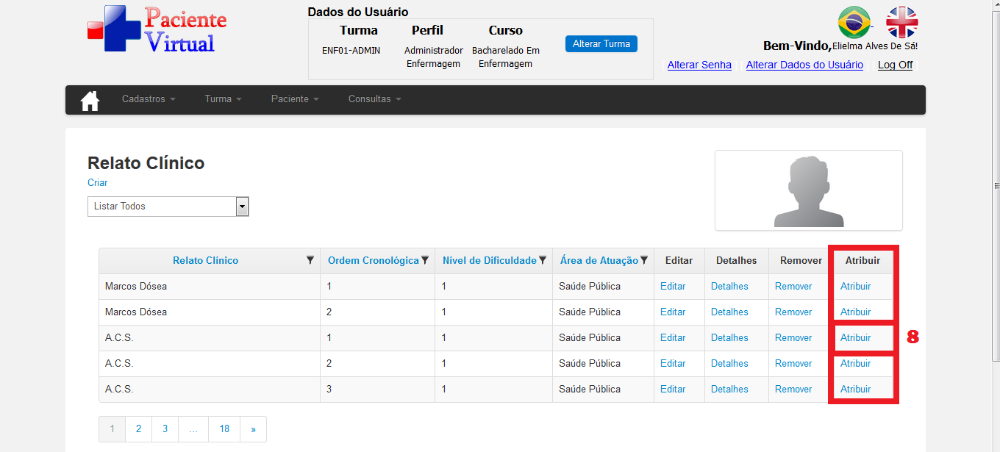 Paciente
Virtual
Dados do Usuário
Turma Perfil Curso
ENF01-ADMIN Administrador Bacharelado Em
Enfermagem Enfermagem
Alterar Turma
Bem-Vindo,Elielma Alves De Sá!
Alterar Senha Alterar Dados do Usuário Log Off
Cadastros Turma Paciente Consultas
Relato Clínico
Criar
Listar Todos
Relato Clínico Ordem Cronológica Nível de Dificuldade Área de Atuação Editar Detalhes Remover Atribuir
Marcos Dósea 1 1 Saúde Pública Editar Detalhes Remover Atribuir
Marcos Dósea 2 1 Saúde Pública Editar Detalhes Remover Atribuir
A.C.S. 1 1 Saúde Pública Editar Detalhes Remover Atribuir 8
A.C.S. 2 1 Saúde Pública Editar Detalhes Remover Atribuir
A.C.S. 3 1 Saúde Pública Editar Detalhes Remover Atribuir
1 2 3 ... 18 »